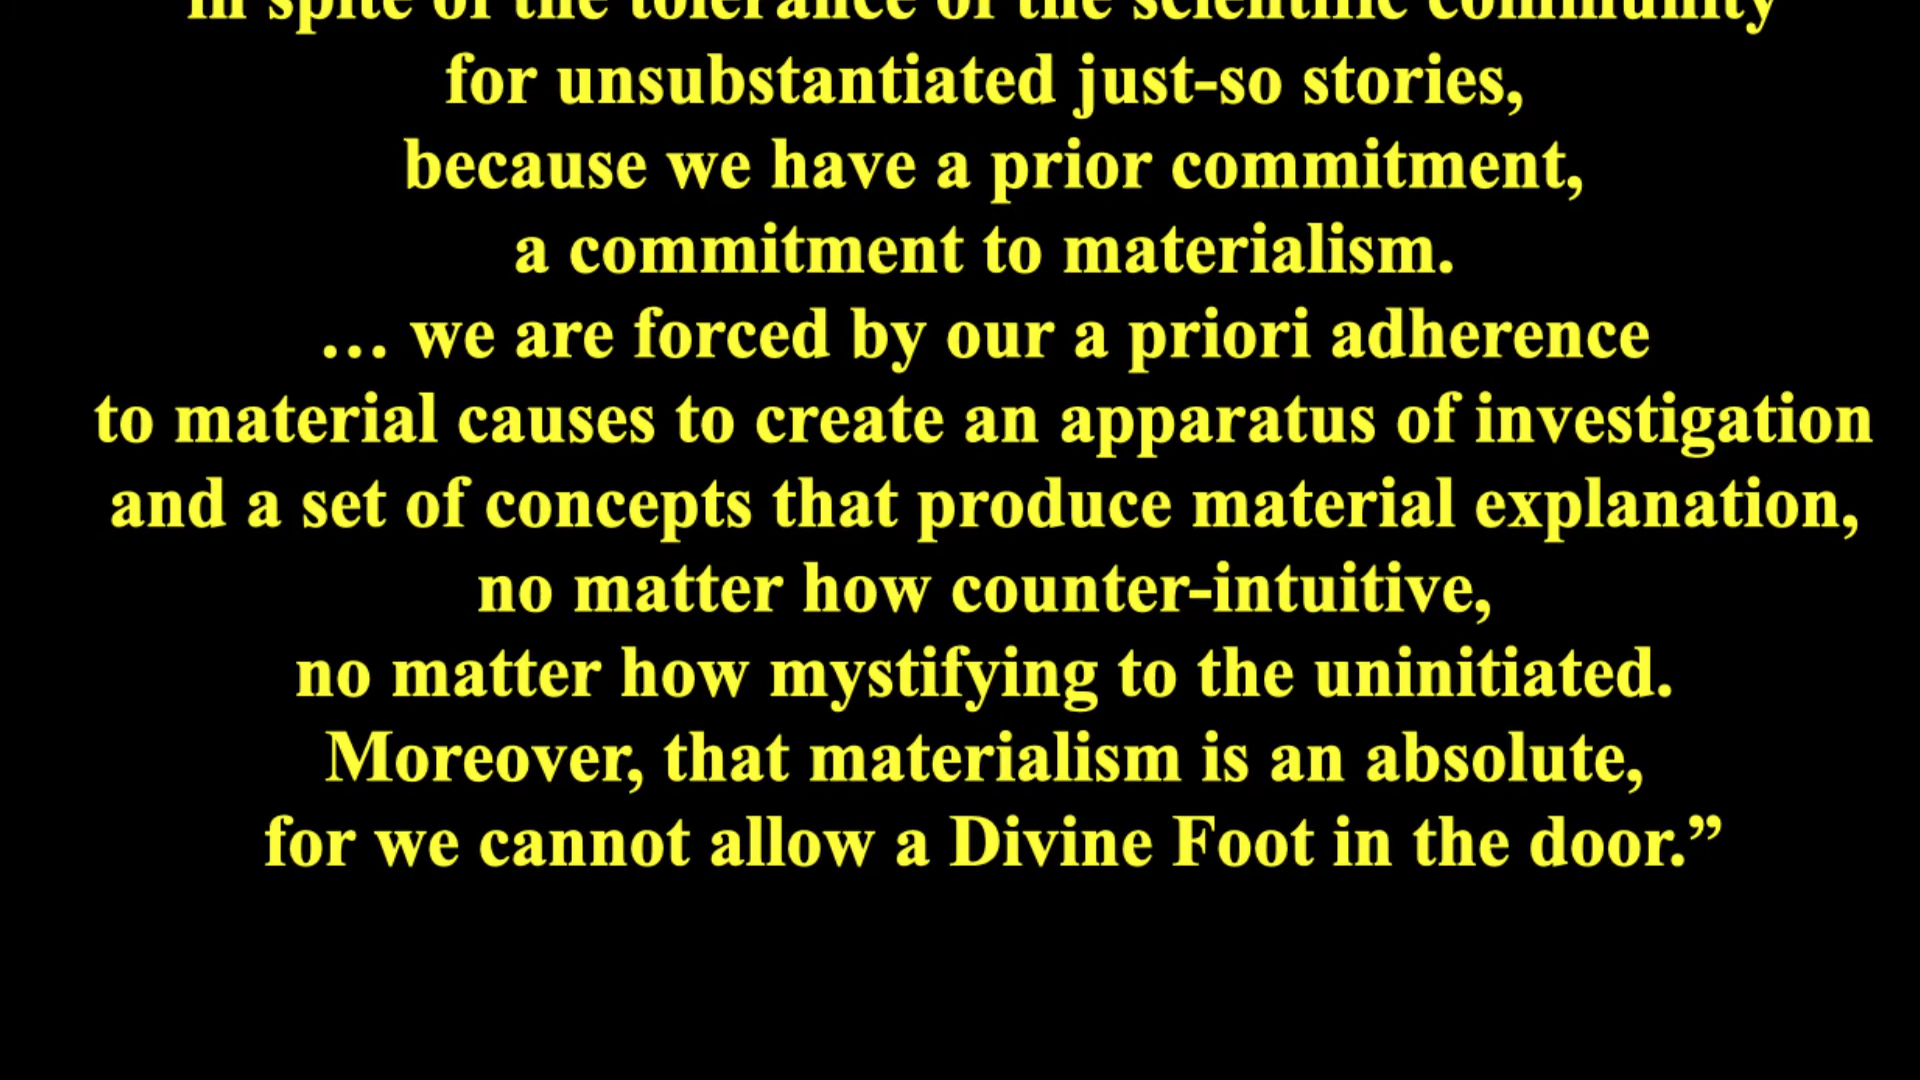 in spite of the tolerance of the scientific community
for unsubstantiated just-so stories,
because we have a prior commitment,
a commitment to materialism.
… we are forced by our a priori adherence
to material causes to create an apparatus of investigation
and a set of concepts that produce material explanation,
no matter how counter-intuitive,
no matter how mystifying to the uninitiated.
Moreover, that materialism is an absolute,
for we cannot allow a Divine Foot in the door.”